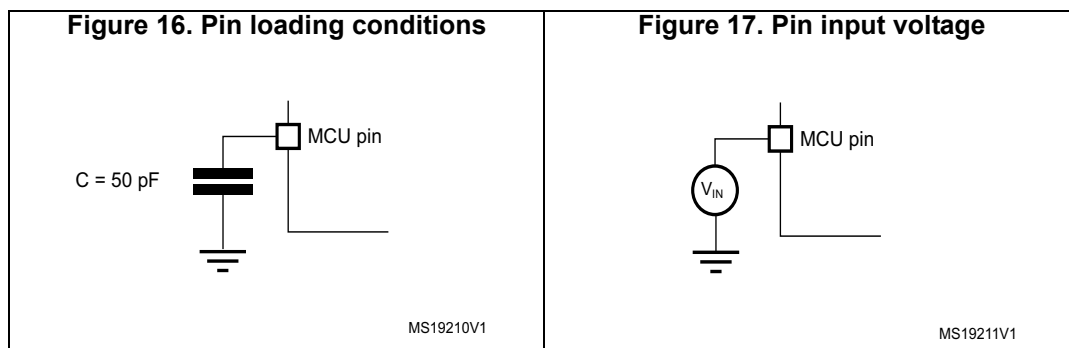 Figure 16. Pin loading conditions
MCU pin
C = 50 pF
MS19210V1
Figure 17. Pin input voltage
MCU pin
VIN
MS19211V1